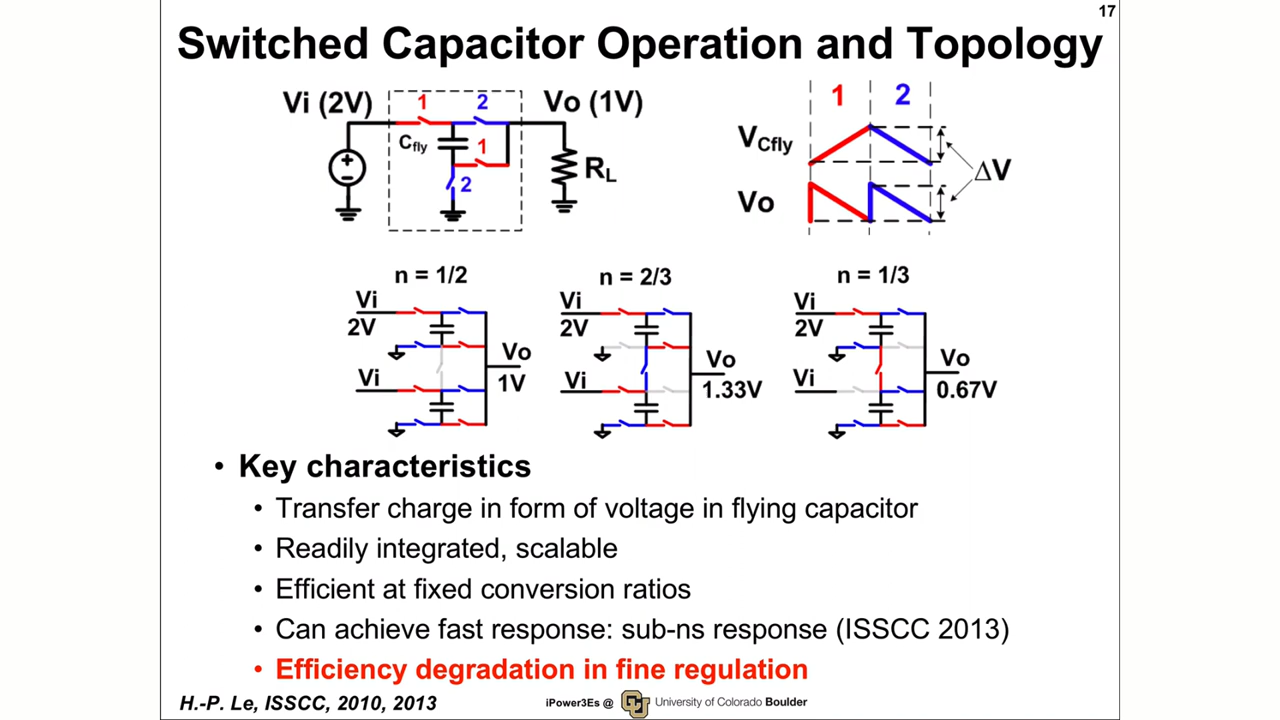 17
Switched Capacitor Operation and Topology
Vi (2V)
1
2
Vo (1V)
Cfly
1
2
RL
1
2
VCfly
Vo
ΔV
n = 1/2
Vi
2V
Vi
Vo
1V
n = 2/3
Vi
2V
Vi
Vo
1.33V
n = 1/3
Vi
2V
Vi
Vo
0.67V
• Key characteristics
• Transfer charge in form of voltage in flying capacitor
• Readily integrated, scalable
• Efficient at fixed conversion ratios
• Can achieve fast response: sub-ns response (ISSCC 2013)
• Efficiency degradation in fine regulation
H.-P. Le, ISSCC, 2010, 2013
iPower3Es @ CU University of Colorado Boulder